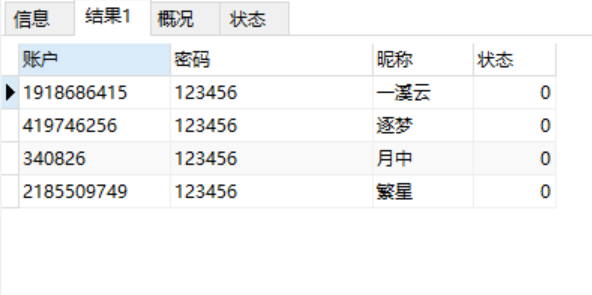 信息 结果1 概况 状态
账户 密码 昵称 状态
1918686415 123456 一溪云 0
419746256 123456 逐梦 0
340826 123456 月中 0
2185509749 123456 繁星 0